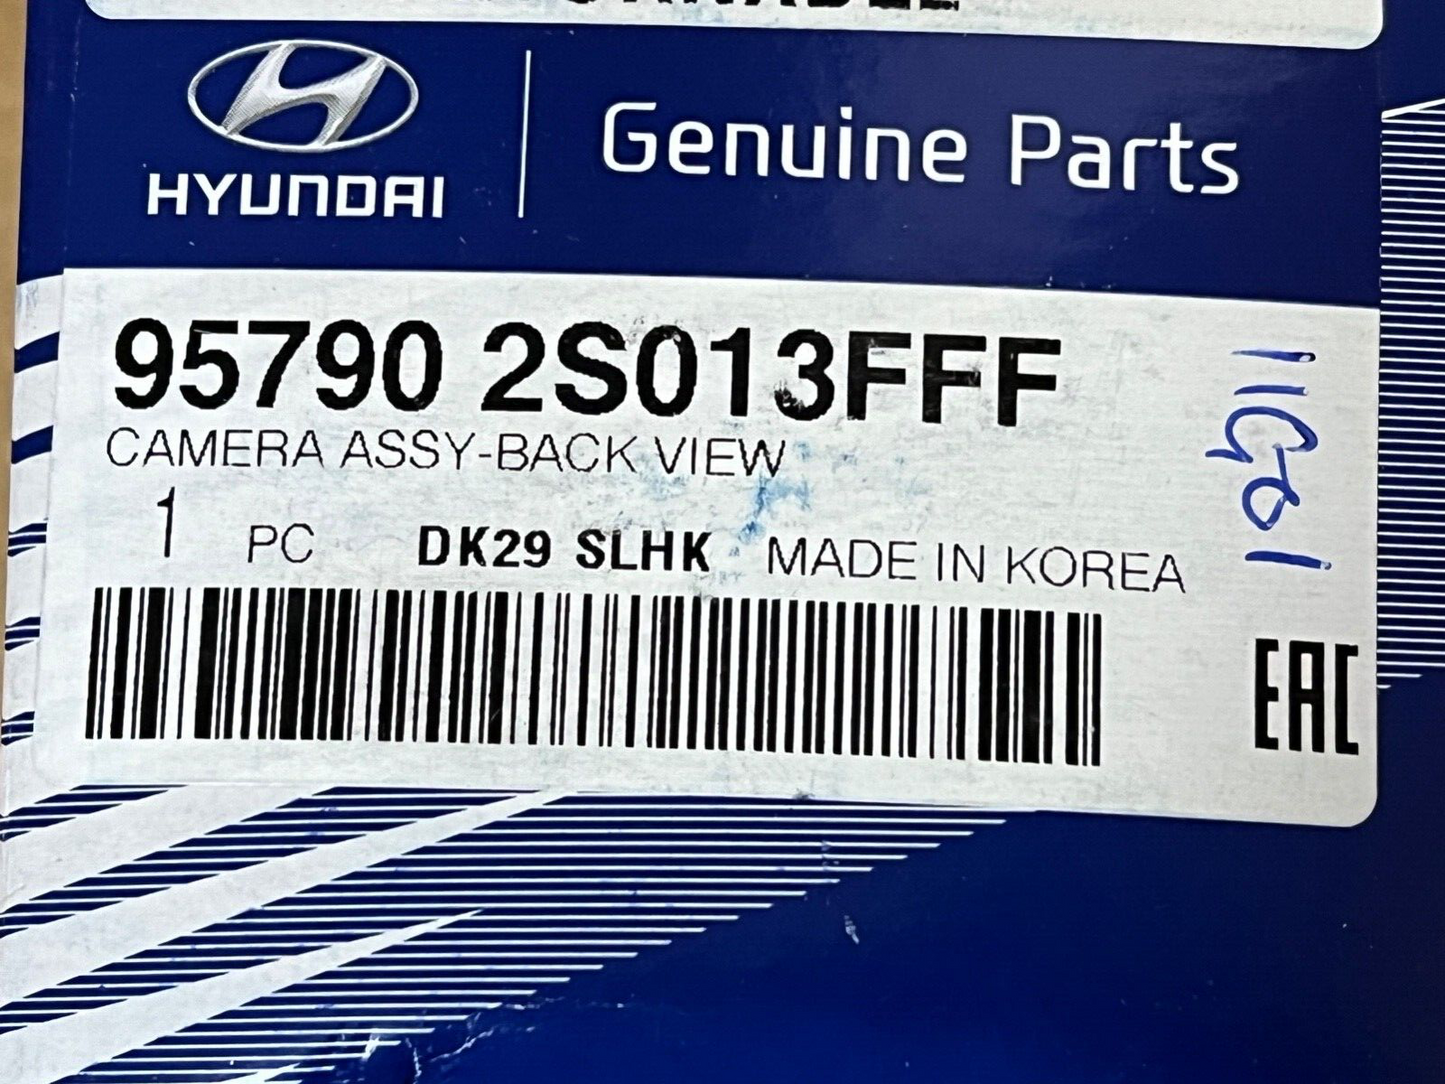 HYUNDAI
Genuine Parts
95790 2S013FFF
CAMERA ASSY-BACK VIEW
1 PC DK29 SLHK MADE IN KOREA
EAC